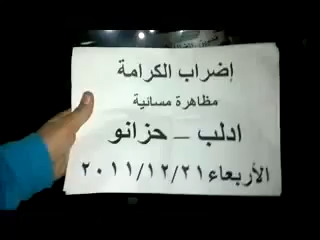 إضراب الكرامة
مظاهرة مسائية
ادلب - حزانو
الأربعاء ٢٠١١/١٢/٢١